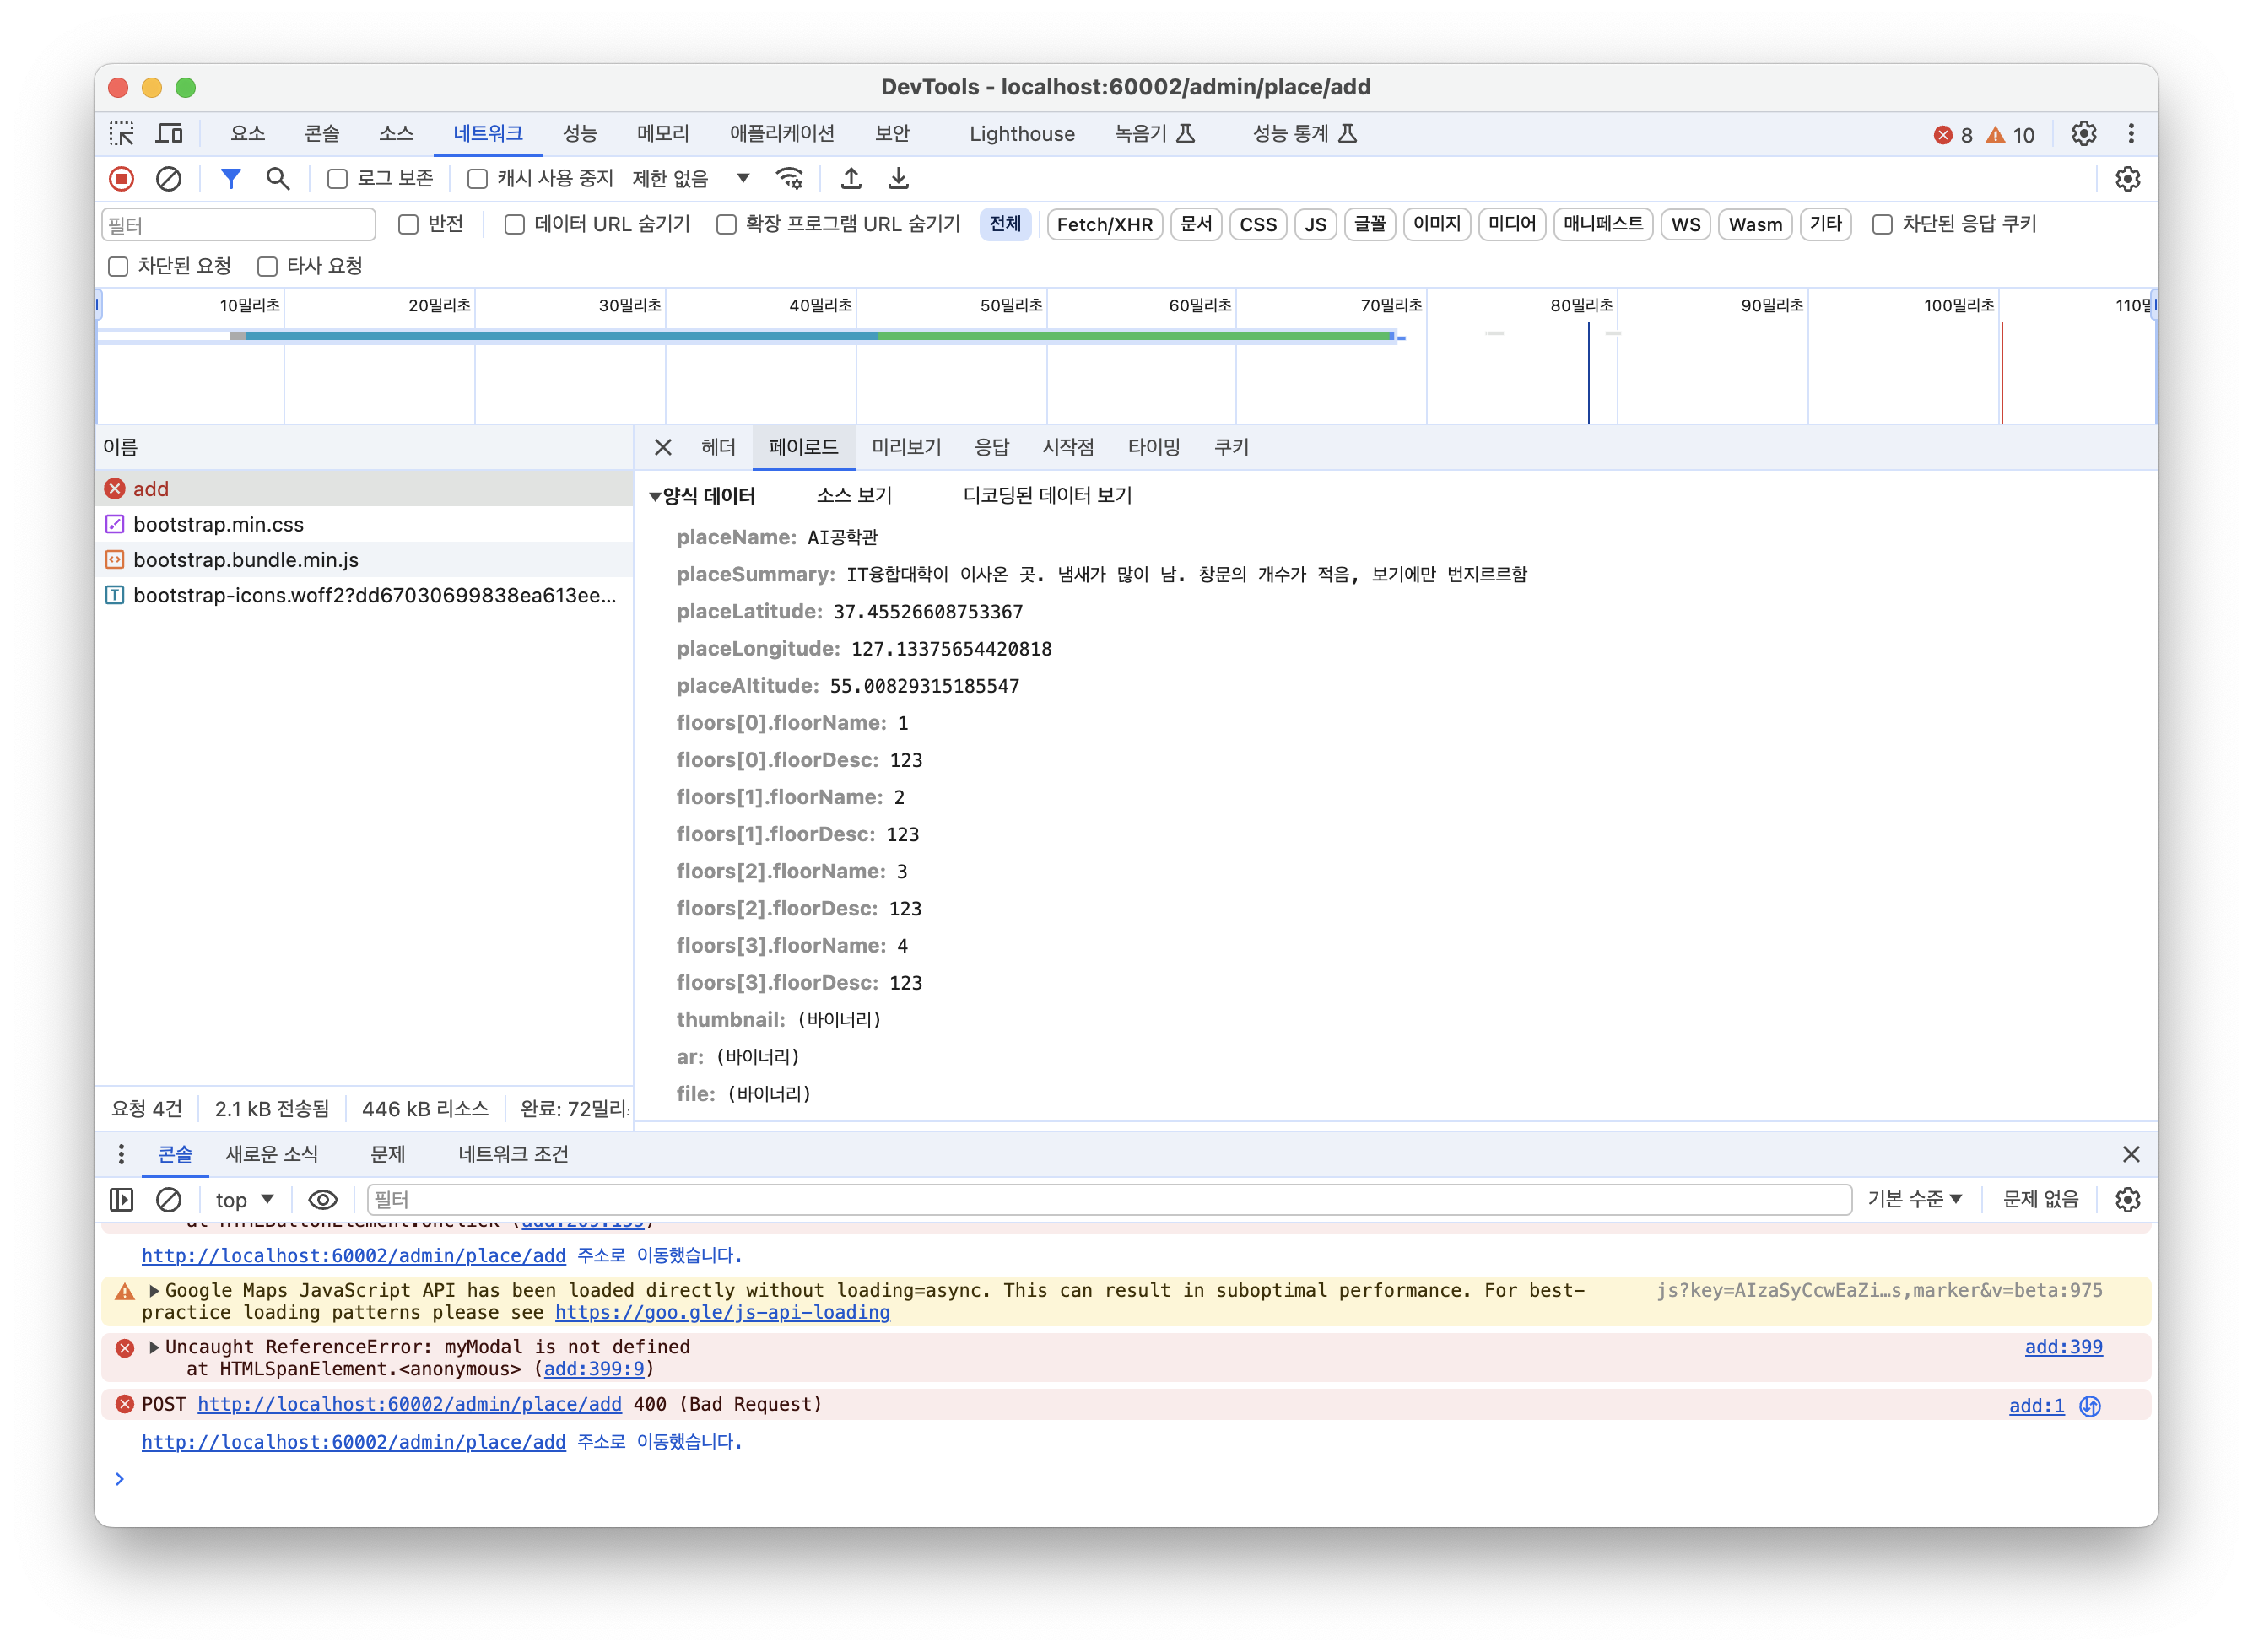 DevTools - localhost:60002/admin/place/add
요소 콘솔 소스 네트워크 성능 메모리 애플리케이션 보안 Lighthouse 녹음기 성능 통계 8 10
로그 보존 캐시 사용 중지 제한 없음
필터 반전 데이터 URL 숨기기 확장 프로그램 URL 숨기기 전체 Fetch/XHR 문서 CSS JS 글꼴 이미지 미디어 매니페스트 WS Wasm 기타 차단된 응답 쿠키
차단된 요청 타사 요청
10밀리초 20밀리초 30밀리초 40밀리초 50밀리초 60밀리초 70밀리초 80밀리초 90밀리초 100밀리초 110밀
이름
헤더 페이로드 미리보기 응답 시작점 타이밍 쿠키
add
bootstrap.min.css
bootstrap.bundle.min.js
bootstrap-icons.woff2?dd67030699838ea613ee...
양식 데이터 소스 보기 디코딩된 데이터 보기
placeName: AI공학관
placeSummary: IT융합대학이 이사온 곳. 냄새가 많이 남. 창문의 개수가 적음, 보기에만 번지르르함
placeLatitude: 37.45526608753367
placeLongitude: 127.13375654420818
placeAltitude: 55.00829315185547
floors[0].floorName: 1
floors[0].floorDesc: 123
floors[1].floorName: 2
floors[1].floorDesc: 123
floors[2].floorName: 3
floors[2].floorDesc: 123
floors[3].floorName: 4
floors[3].floorDesc: 123
thumbnail: (바이너리)
ar: (바이너리)
file: (바이너리)
요청 4건 2.1 kB 전송됨 446 kB 리소스 완료: 72밀리
콘솔 새로운 소식 문제 네트워크 조건
top 필터 기본 수준 문제 없음
http://localhost:60002/admin/place/add 주소로 이동했습니다.
Google Maps JavaScript API has been loaded directly without loading=async. This can result in suboptimal performance. For best- js?key=AIzaSyCcwEaZi…s,marker&v=beta:975
practice loading patterns please see https://goo.gle/js-api-loading
Uncaught ReferenceError: myModal is not defined add:399
at HTMLSpanElement.<anonymous> (add:399:9)
POST http://localhost:60002/admin/place/add 400 (Bad Request) add:1
http://localhost:60002/admin/place/add 주소로 이동했습니다.